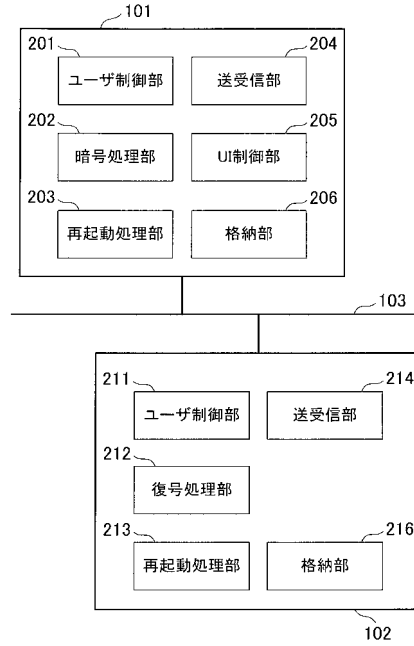 101
201
204
ユーザ制御部
送受信部
202
205
暗号処理部
UI制御部
203
206
再起動処理部
格納部
103
211
214
ユーザ制御部
送受信部
212
復号処理部
213
216
再起動処理部
格納部
102